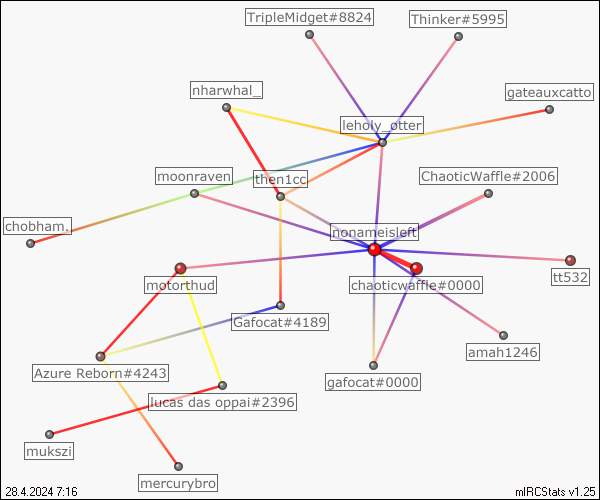 TripleMidget#8824
Thinker#5995
nharwhal_
gateauxcatto
leholy_otter
moonraven
then1cc
ChaoticWaffle#2006
chobham.
nonameisleft
motorthud
chaoticwaffle#0000
tt532
Gafocat#4189
amah1246
Azure Reborn#4243
gafocat#0000
lucas das oppai#2396
mukszi
mercurybro
28.4.2024 7:16
mIRCStats v1.25